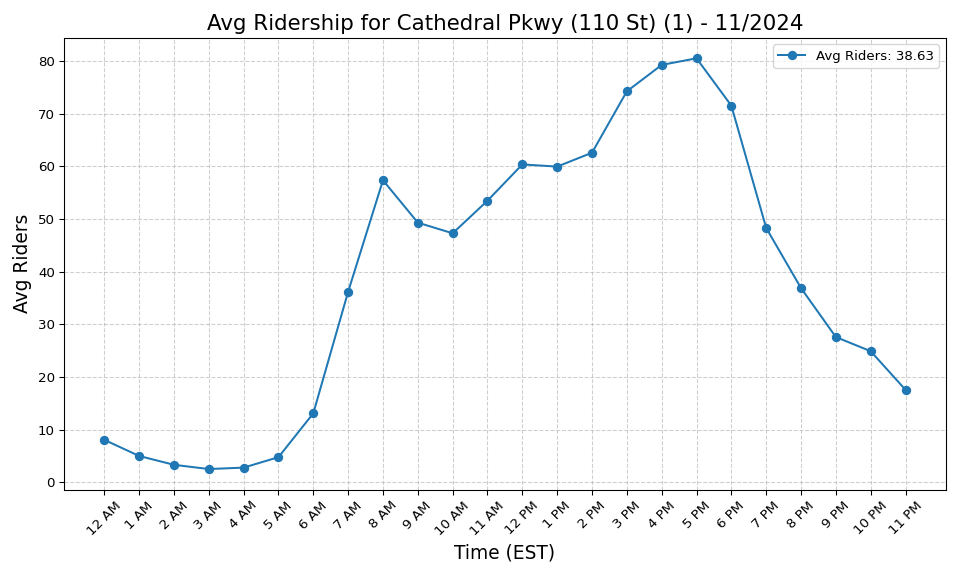 Avg Ridership for Cathedral Pkwy (110 St) (1) - 11/2024
Avg Riders: 38.63
Avg Riders
80
70
60
50
40
30
20
10
0
12 AM
1 AM
2 AM
3 AM
4 AM
5 AM
6 AM
7 AM
8 AM
9 AM
10 AM
11 AM
12 PM
1 PM
2 PM
3 PM
4 PM
5 PM
6 PM
7 PM
8 PM
9 PM
10 PM
11 PM
Time (EST)